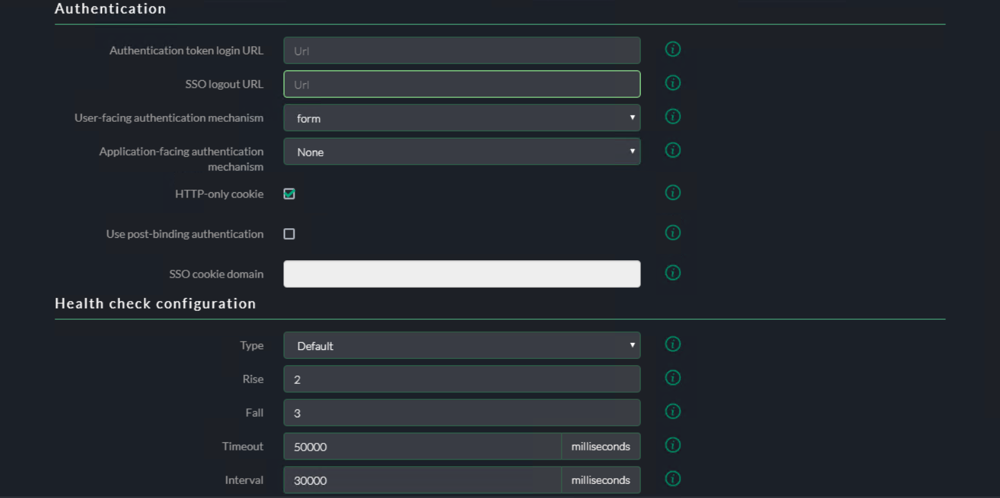 Authentication
Authentication token login URL Url
SSO logout URL Url
User-facing authentication mechanism form
Application-facing authentication
mechanism None
HTTP-only cookie
Use post-binding authentication
SSO cookie domain
Health check configuration
Type Default
Rise 2
Fall 3
Timeout 50000 milliseconds
Interval 30000 milliseconds